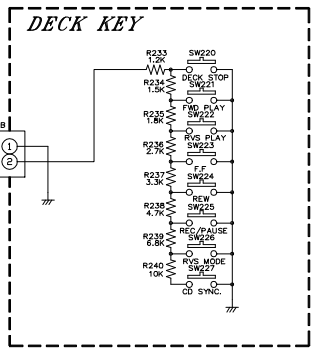 DECK KEY
R233
1.2K
SW220
DECK STOP
R234
1.5K
SW221
FWD PLAY
R235
1.8K
SW222
RVS PLAY
R236
2.7K
SW223
F.F
R237
3.3K
SW224
REW
R238
4.7K
SW225
REC/PAUSE
R239
6.8K
SW226
RVS MODE
R240
10K
SW227
CD SYNC.
B
1
2